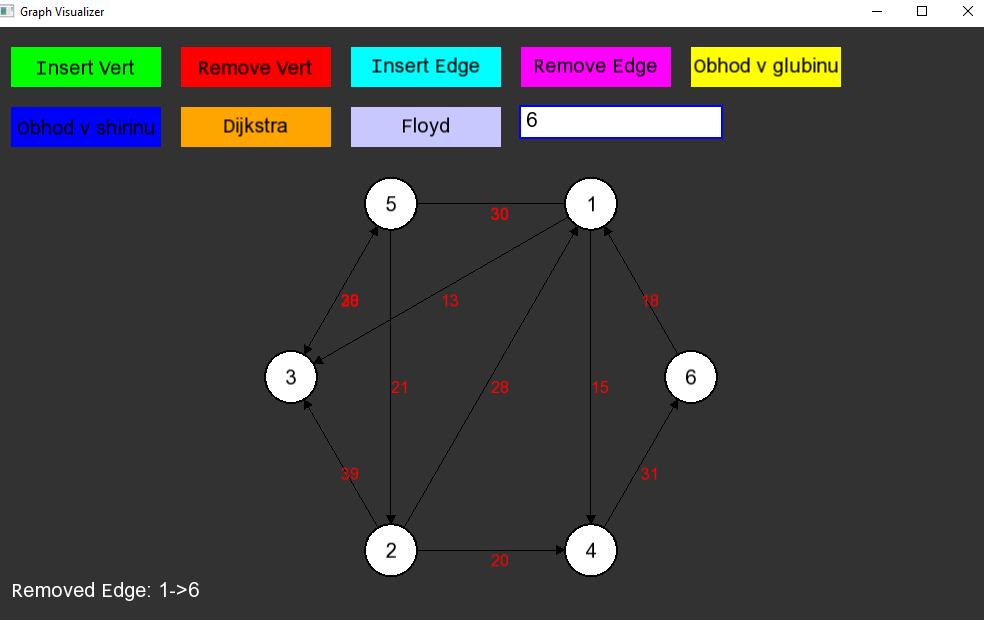 Graph Visualizer
Insert Vert Remove Vert Insert Edge Remove Edge Obhod v glubinu
Obhod v shirinu Dijkstra Floyd 6
5 1
30
13 18
3 6
21 28 15
39 31
2 4
20
Removed Edge: 1->6